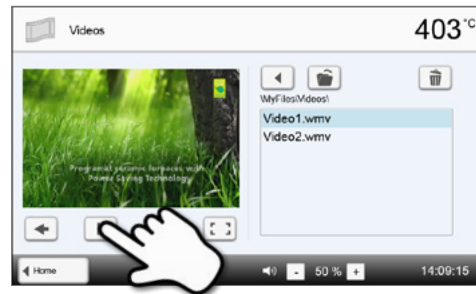 Videos
403 °C
\MyFiles\Videos\
Video1.wmv
Video2.wmv
Programat ceramic furnaces with
Power Saving Technology
Home
- 50 % +
14:09:15